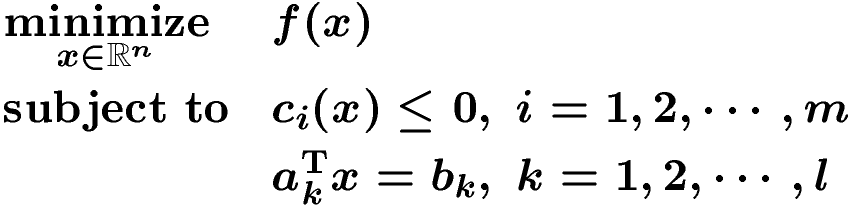 minimize f(x)
x∈ℝⁿ
subject to cᵢ(x) ≤ 0, i = 1, 2, ⋯ , m
aₖᵀx = bₖ, k = 1, 2, ⋯ , l